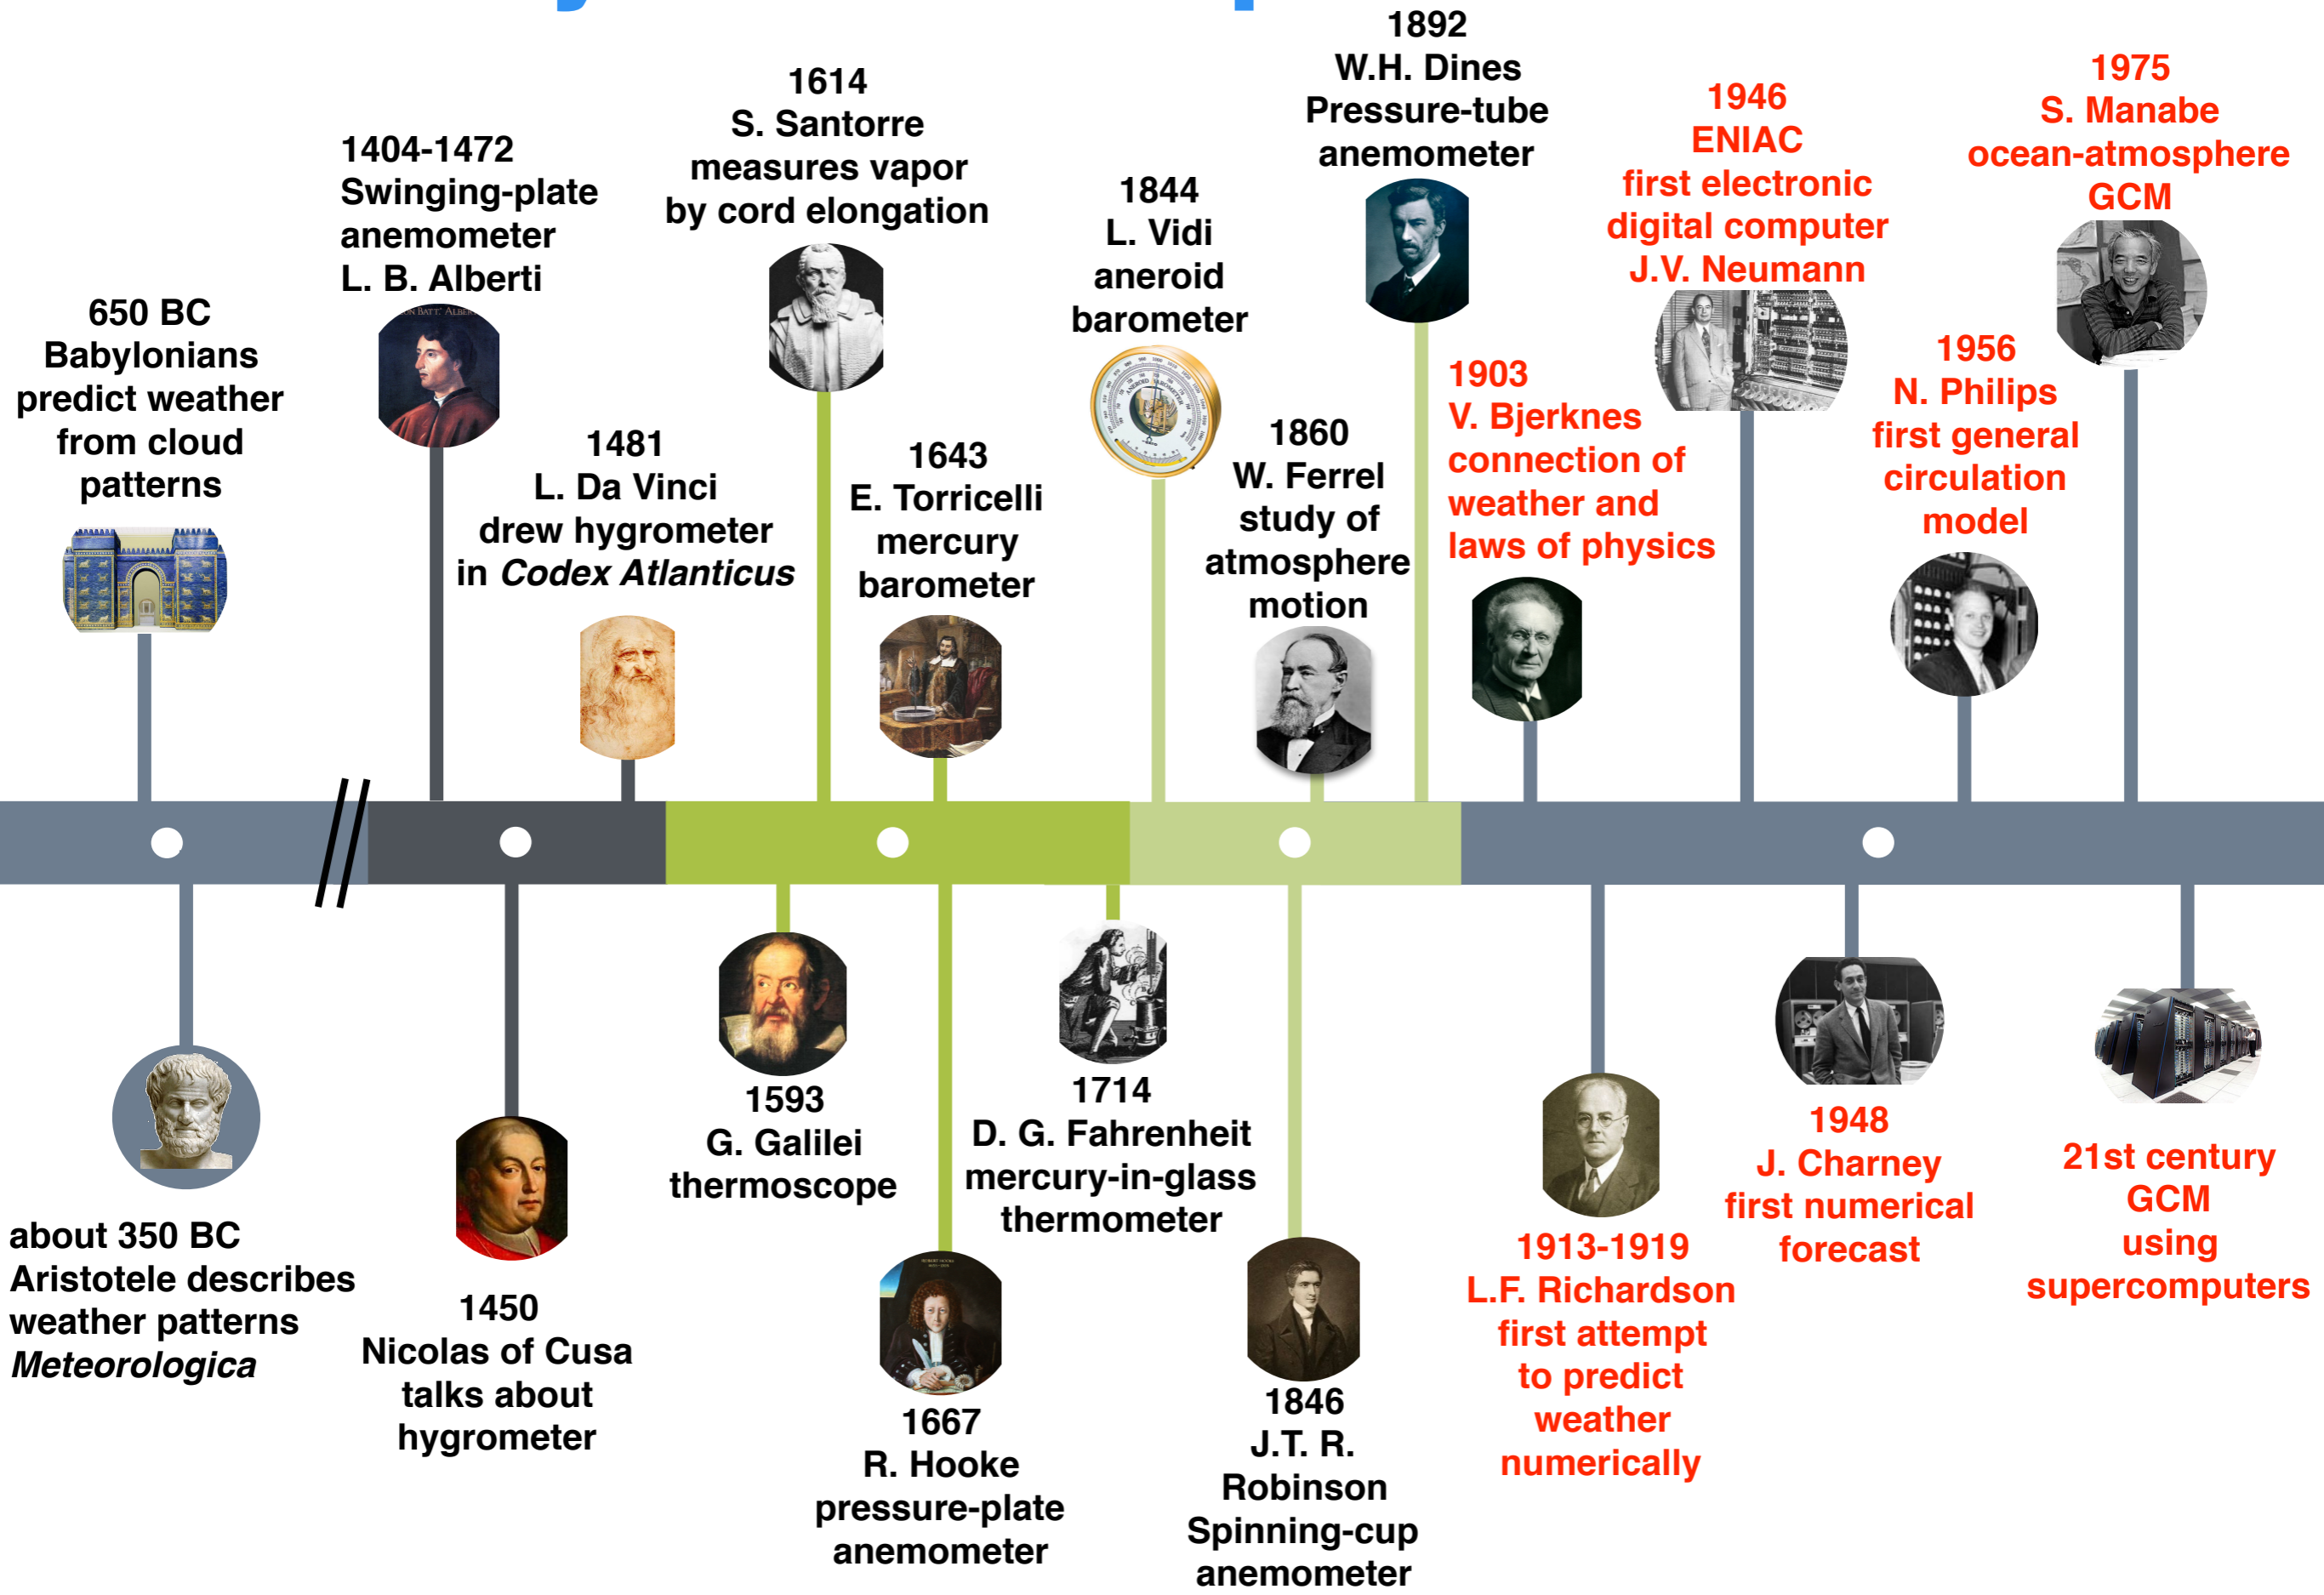 650 BC
Babylonians
predict weather
from cloud
patterns
1404-1472
Swinging-plate
anemometer
L. B. Alberti
1481
L. Da Vinci
drew hygrometer
in Codex Atlanticus
1614
S. Santorre
measures vapor
by cord elongation
1643
E. Torricelli
mercury
barometer
1844
L. Vidi
aneroid
barometer
1860
W. Ferrel
study of
atmosphere
motion
1892
W.H. Dines
Pressure-tube
anemometer
1903
V. Bjerknes
connection of
weather and
laws of physics
1946
ENIAC
first electronic
digital computer
J.V. Neumann
1956
N. Philips
first general
circulation
model
1975
S. Manabe
ocean-atmosphere
GCM
about 350 BC
Aristotele describes
weather patterns
Meteorologica
1450
Nicolas of Cusa
talks about
hygrometer
1593
G. Galilei
thermoscope
1667
R. Hooke
pressure-plate
anemometer
1714
D. G. Fahrenheit
mercury-in-glass
thermometer
1846
J.T. R.
Robinson
Spinning-cup
anemometer
1913-1919
L.F. Richardson
first attempt
to predict
weather
numerically
1948
J. Charney
first numerical
forecast
21st century
GCM
using
supercomputers